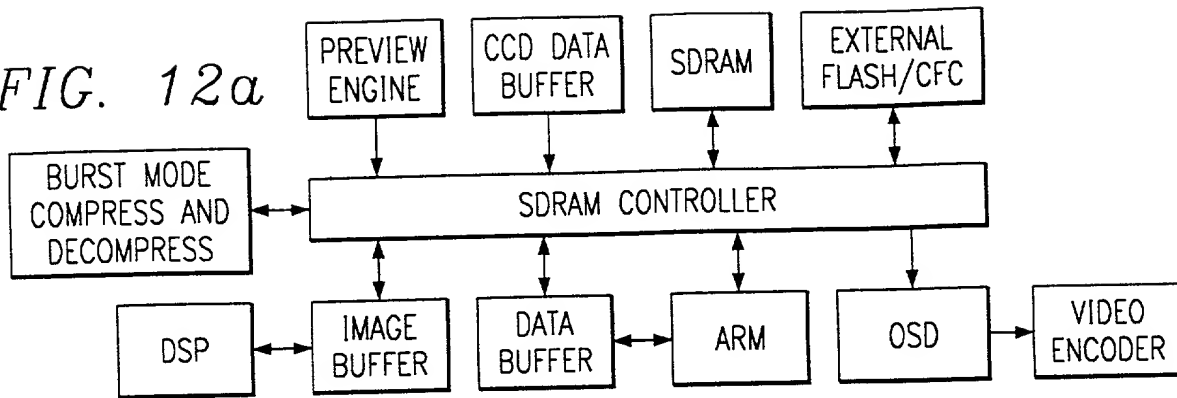 FIG. 12a
PREVIEW
ENGINE
CCD DATA
BUFFER
SDRAM
EXTERNAL
FLASH/CFC
BURST MODE
COMPRESS AND
DECOMPRESS
SDRAM CONTROLLER
DSP
IMAGE
BUFFER
DATA
BUFFER
ARM
OSD
VIDEO
ENCODER